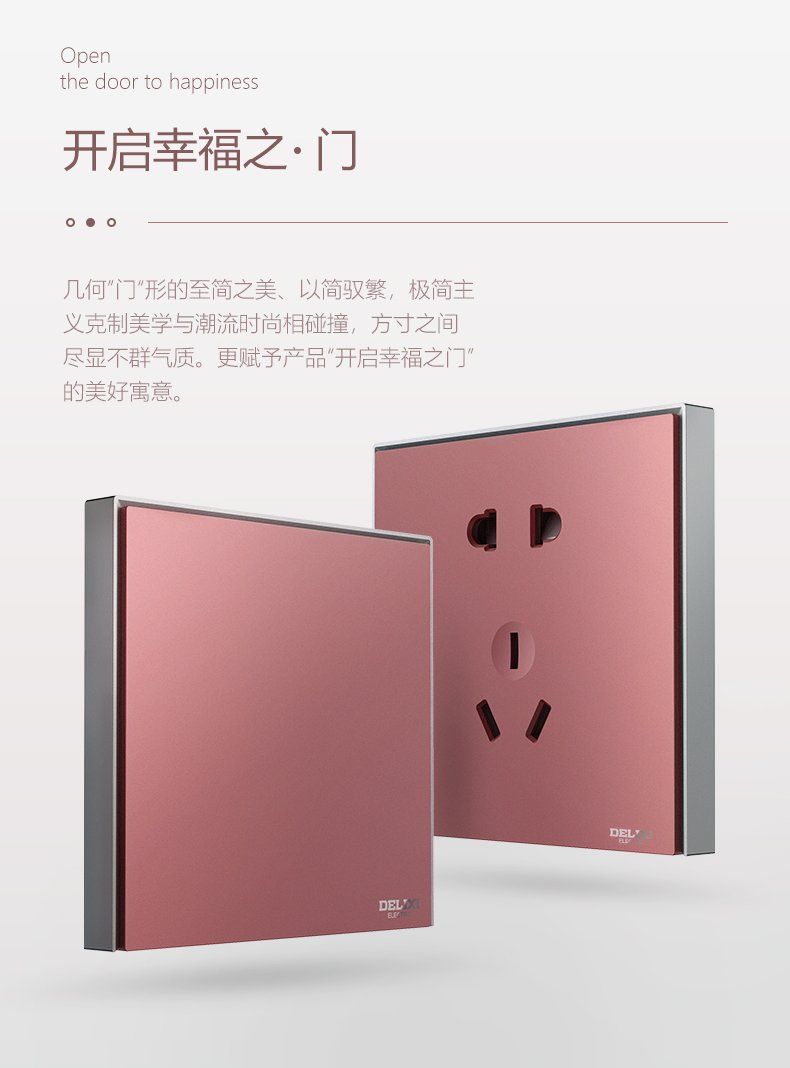 Open
the door to happiness
开启幸福之·门
几何“门“形的至简之美、以简驭繁，极简主
义克制美学与潮流时尚相碰撞，方寸之间
尽显不群气质。更赋予产品“开启幸福之门”
的美好寓意。
DELIXI
ELECTRIC
DELIXI